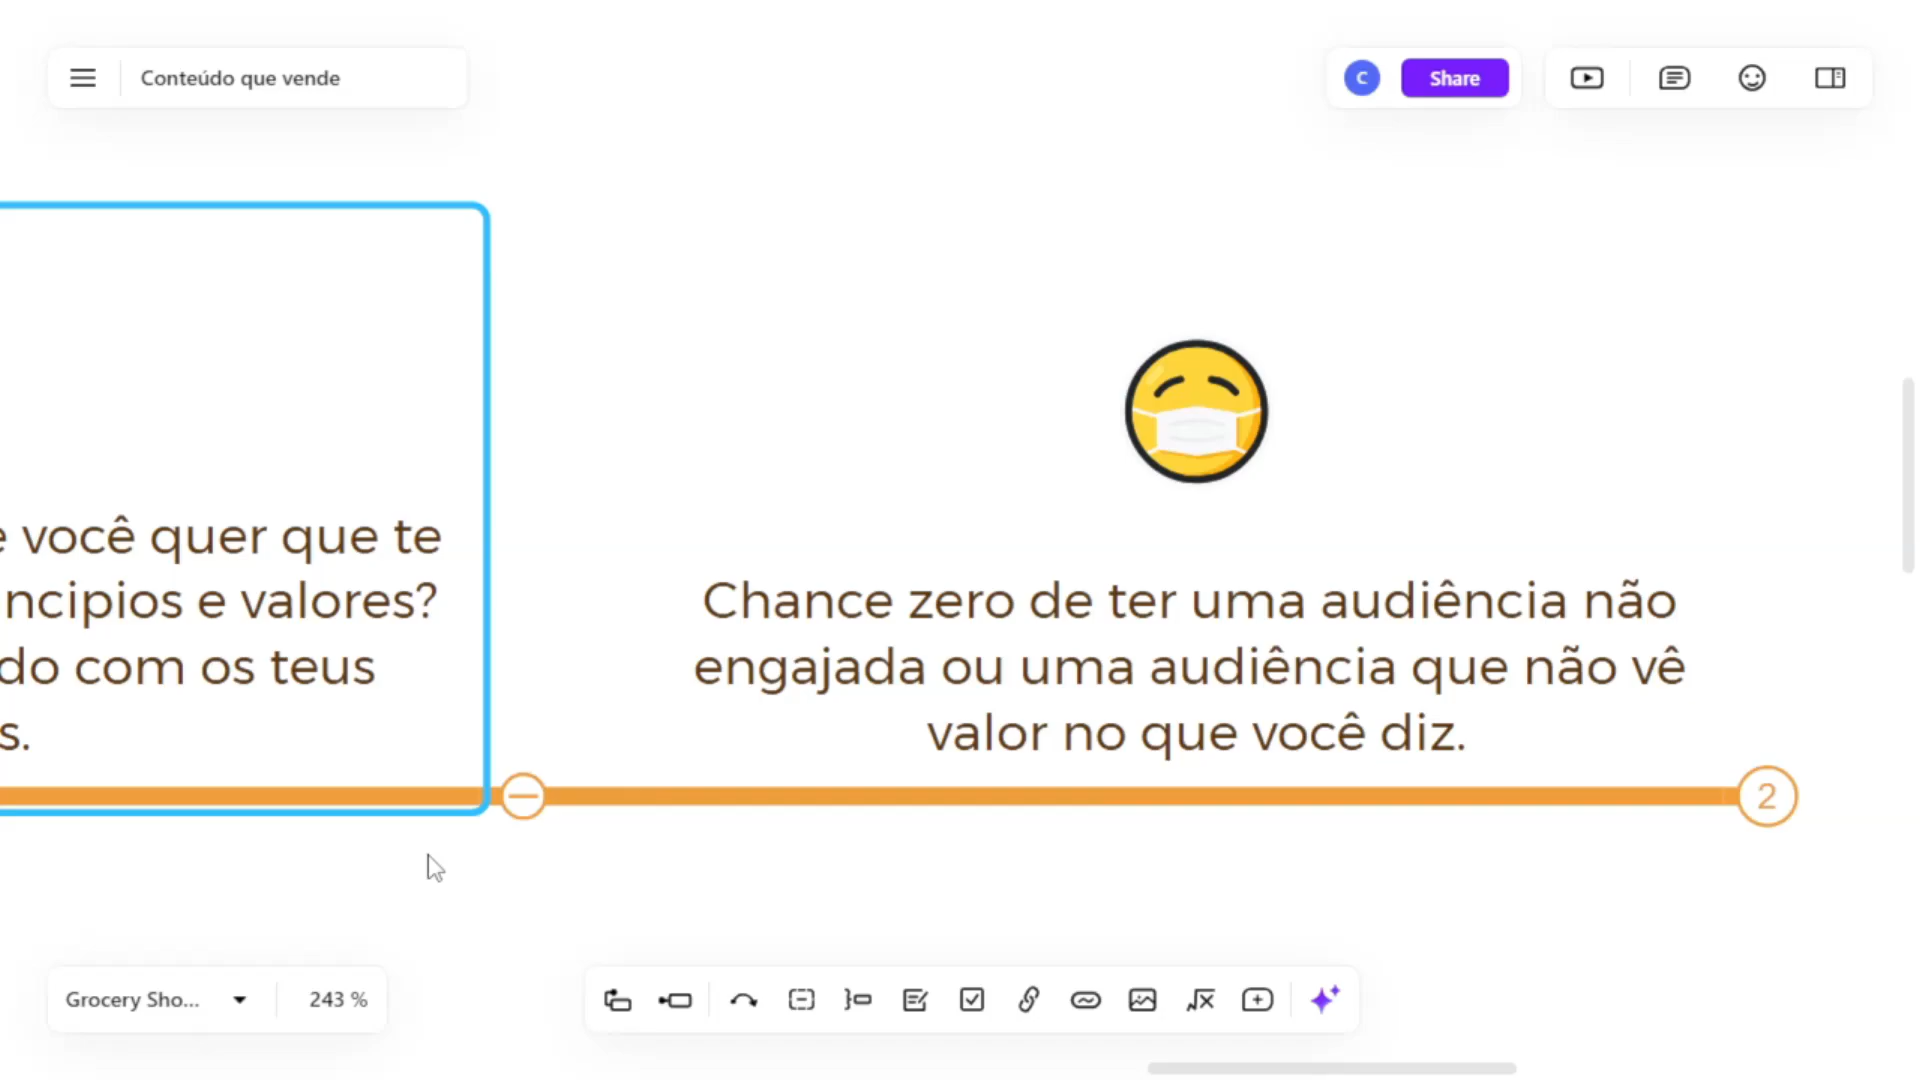 Conteúdo que vende
C
Share
você quer que te
ncipios e valores?
do com os teus
s.
Chance zero de ter uma audiência não
engajada ou uma audiência que não vê
valor no que você diz.
2
Grocery Sho...
243 %